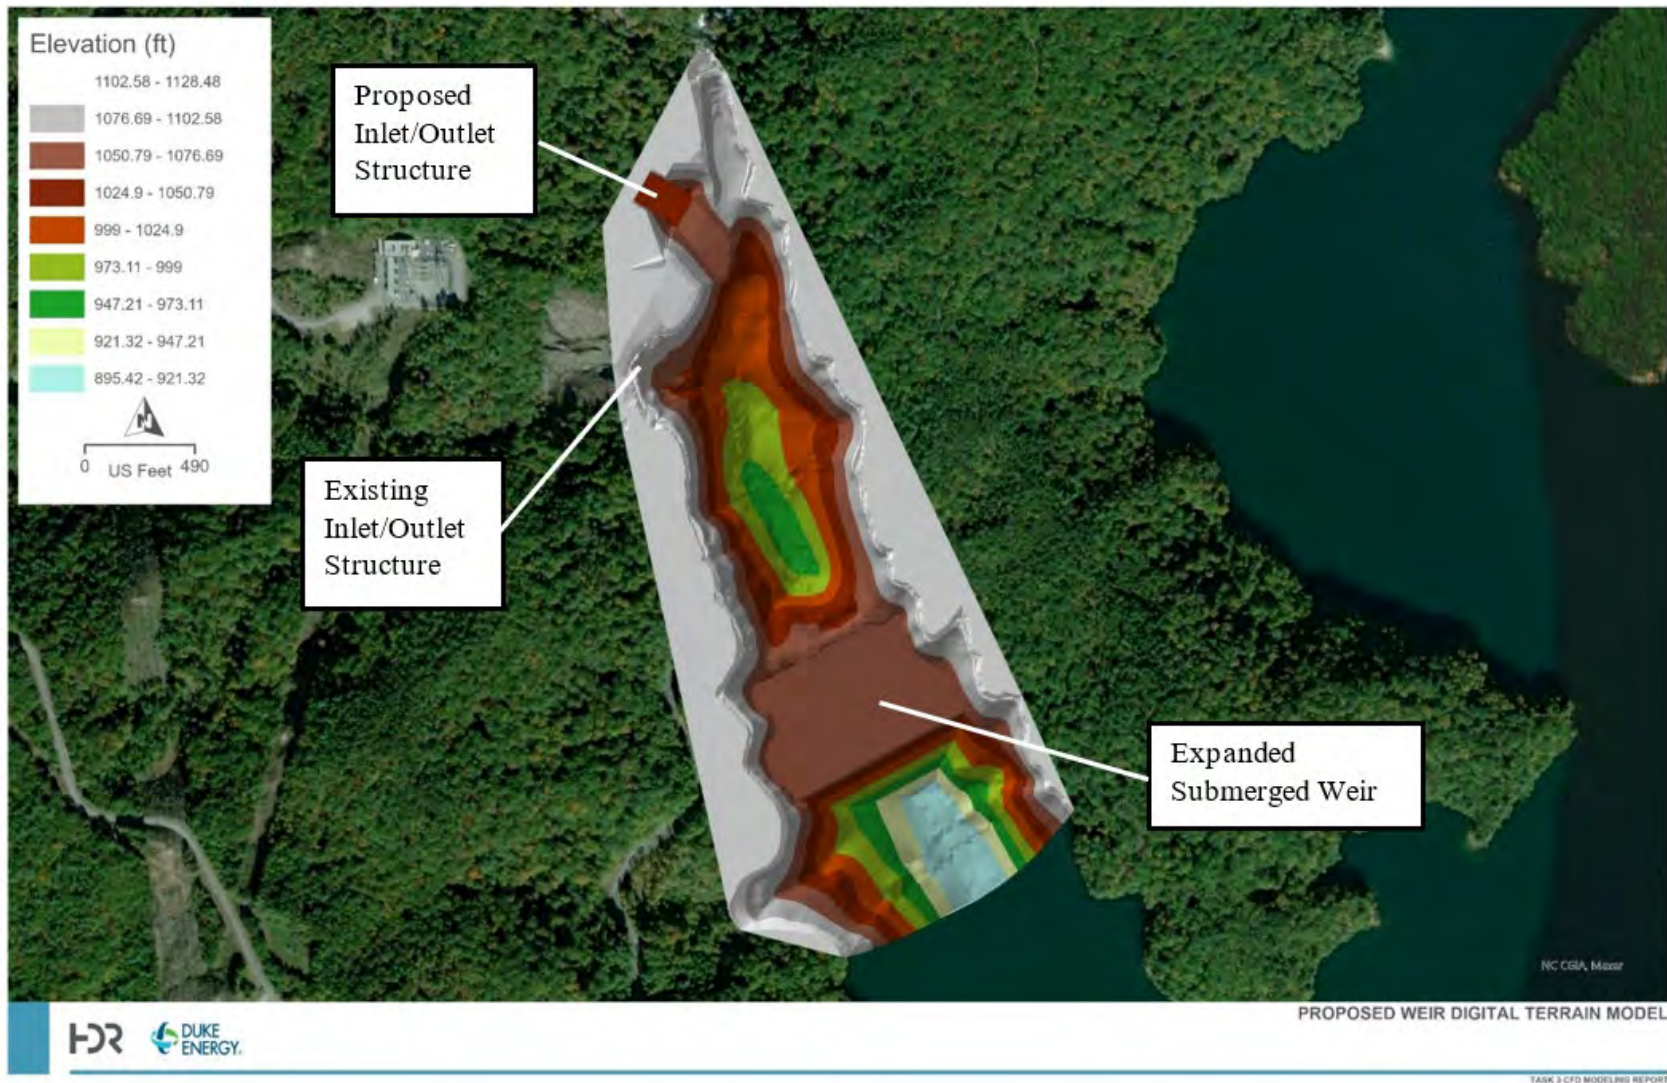 Elevation (ft)
1102.58 - 1128.48
1076.69 - 1102.58
1050.79 - 1076.69
1024.9 - 1050.79
999 - 1024.9
973.11 - 999
947.21 - 973.11
921.32 - 947.21
895.42 - 921.32
N
0 US Feet 490
Proposed
Inlet/Outlet
Structure
Existing
Inlet/Outlet
Structure
Expanded
Submerged Weir
NC CGIA, Maxar
PROPOSED WEIR DIGITAL TERRAIN MODEL
HDR
DUKE
ENERGY.
TASK 3 CFD MODELING REPORT